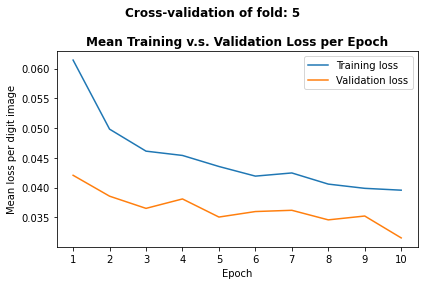 Cross-validation of fold: 5
Mean Training v.s. Validation Loss per Epoch
Training loss
Validation loss
0.060
0.055
0.050
0.045
0.040
0.035
Mean loss per digit image
1 2 3 4 5 6 7 8 9 10
Epoch